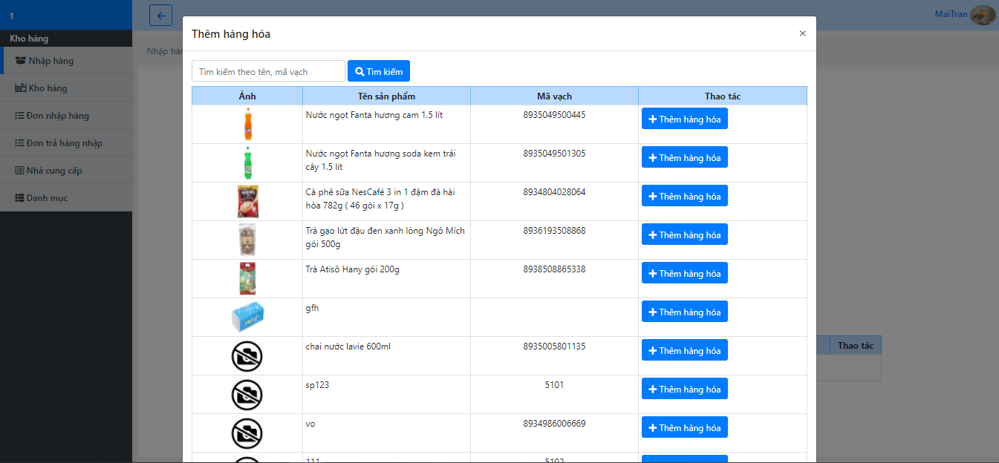 1
MaiTran
Kho hàng
Nhập hàng
Kho hàng
Đơn nhập hàng
Đơn trả hàng nhập
Nhà cung cấp
Danh mục
Nhập hàn
Thêm hàng hóa ×
Tìm kiếm theo tên, mã vạch Tìm kiếm
Ảnh Tên sản phẩm Mã vạch Thao tác
Nước ngọt Fanta hương cam 1.5 lít 8935049500445 Thêm hàng hóa
Nước ngọt Fanta hương soda kem trái 8935049501305 Thêm hàng hóa
cây 1.5 lít
Cà phê sữa NesCafé 3 in 1 đậm đà hài 8934804028064 Thêm hàng hóa
hòa 782g ( 46 gói x 17g )
Trà gạo lứt đậu đen xanh lòng Ngô Mích 8936193508868 Thêm hàng hóa
gói 500g
Trà Atisô Hany gói 200g 8938508865338 Thêm hàng hóa
gfh Thêm hàng hóa
chai nước lavie 600ml 8935005801135 Thêm hàng hóa
sp123 5101 Thêm hàng hóa
vo 8934986006669 Thêm hàng hóa
111 5102
Thao tác